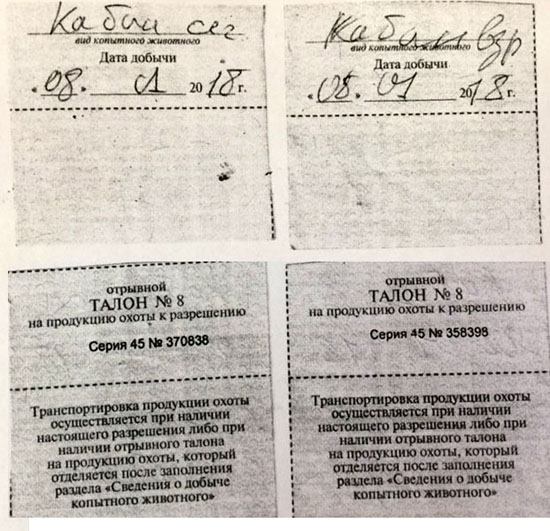 Кабан сег
вид копытного животного
Дата добычи
«08» 01 2018 г.
Кабан взр
вид копытного животного
Дата добычи
«08» 01 2018 г.
отрывной
ТАЛОН № 8
на продукцию охоты к разрешению
Серия 45 № 370838
Транспортировка продукции охоты
осуществляется при наличии
настоящего разрешения либо при
наличии отрывного талона
на продукцию охоты, который
отделяется после заполнения
раздела «Сведения о добыче
копытного животного»
отрывной
ТАЛОН № 8
на продукцию охоты к разрешению
Серия 45 № 358398
Транспортировка продукции охоты
осуществляется при наличии
настоящего разрешения либо при
наличии отрывного талона
на продукцию охоты, который
отделяется после заполнения
раздела «Сведения о добыче
копытного животного»